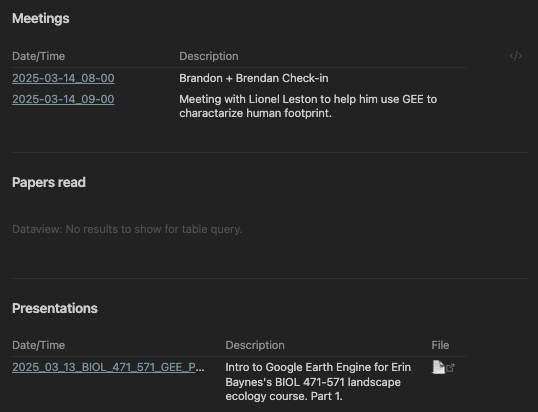 Meetings
Date/Time Description
2025-03-14_08-00 Brandon + Brendan Check-in
2025-03-14_09-00 Meeting with Lionel Leston to help him use GEE to
charactarize human footprint.
Papers read
Dataview: No results to show for table query.
Presentations
Date/Time Description File
2025_03_13_BIOL_471_571_GEE_P... Intro to Google Earth Engine for Erin
Baynes's BIOL 471-571 landscape
ecology course. Part 1.